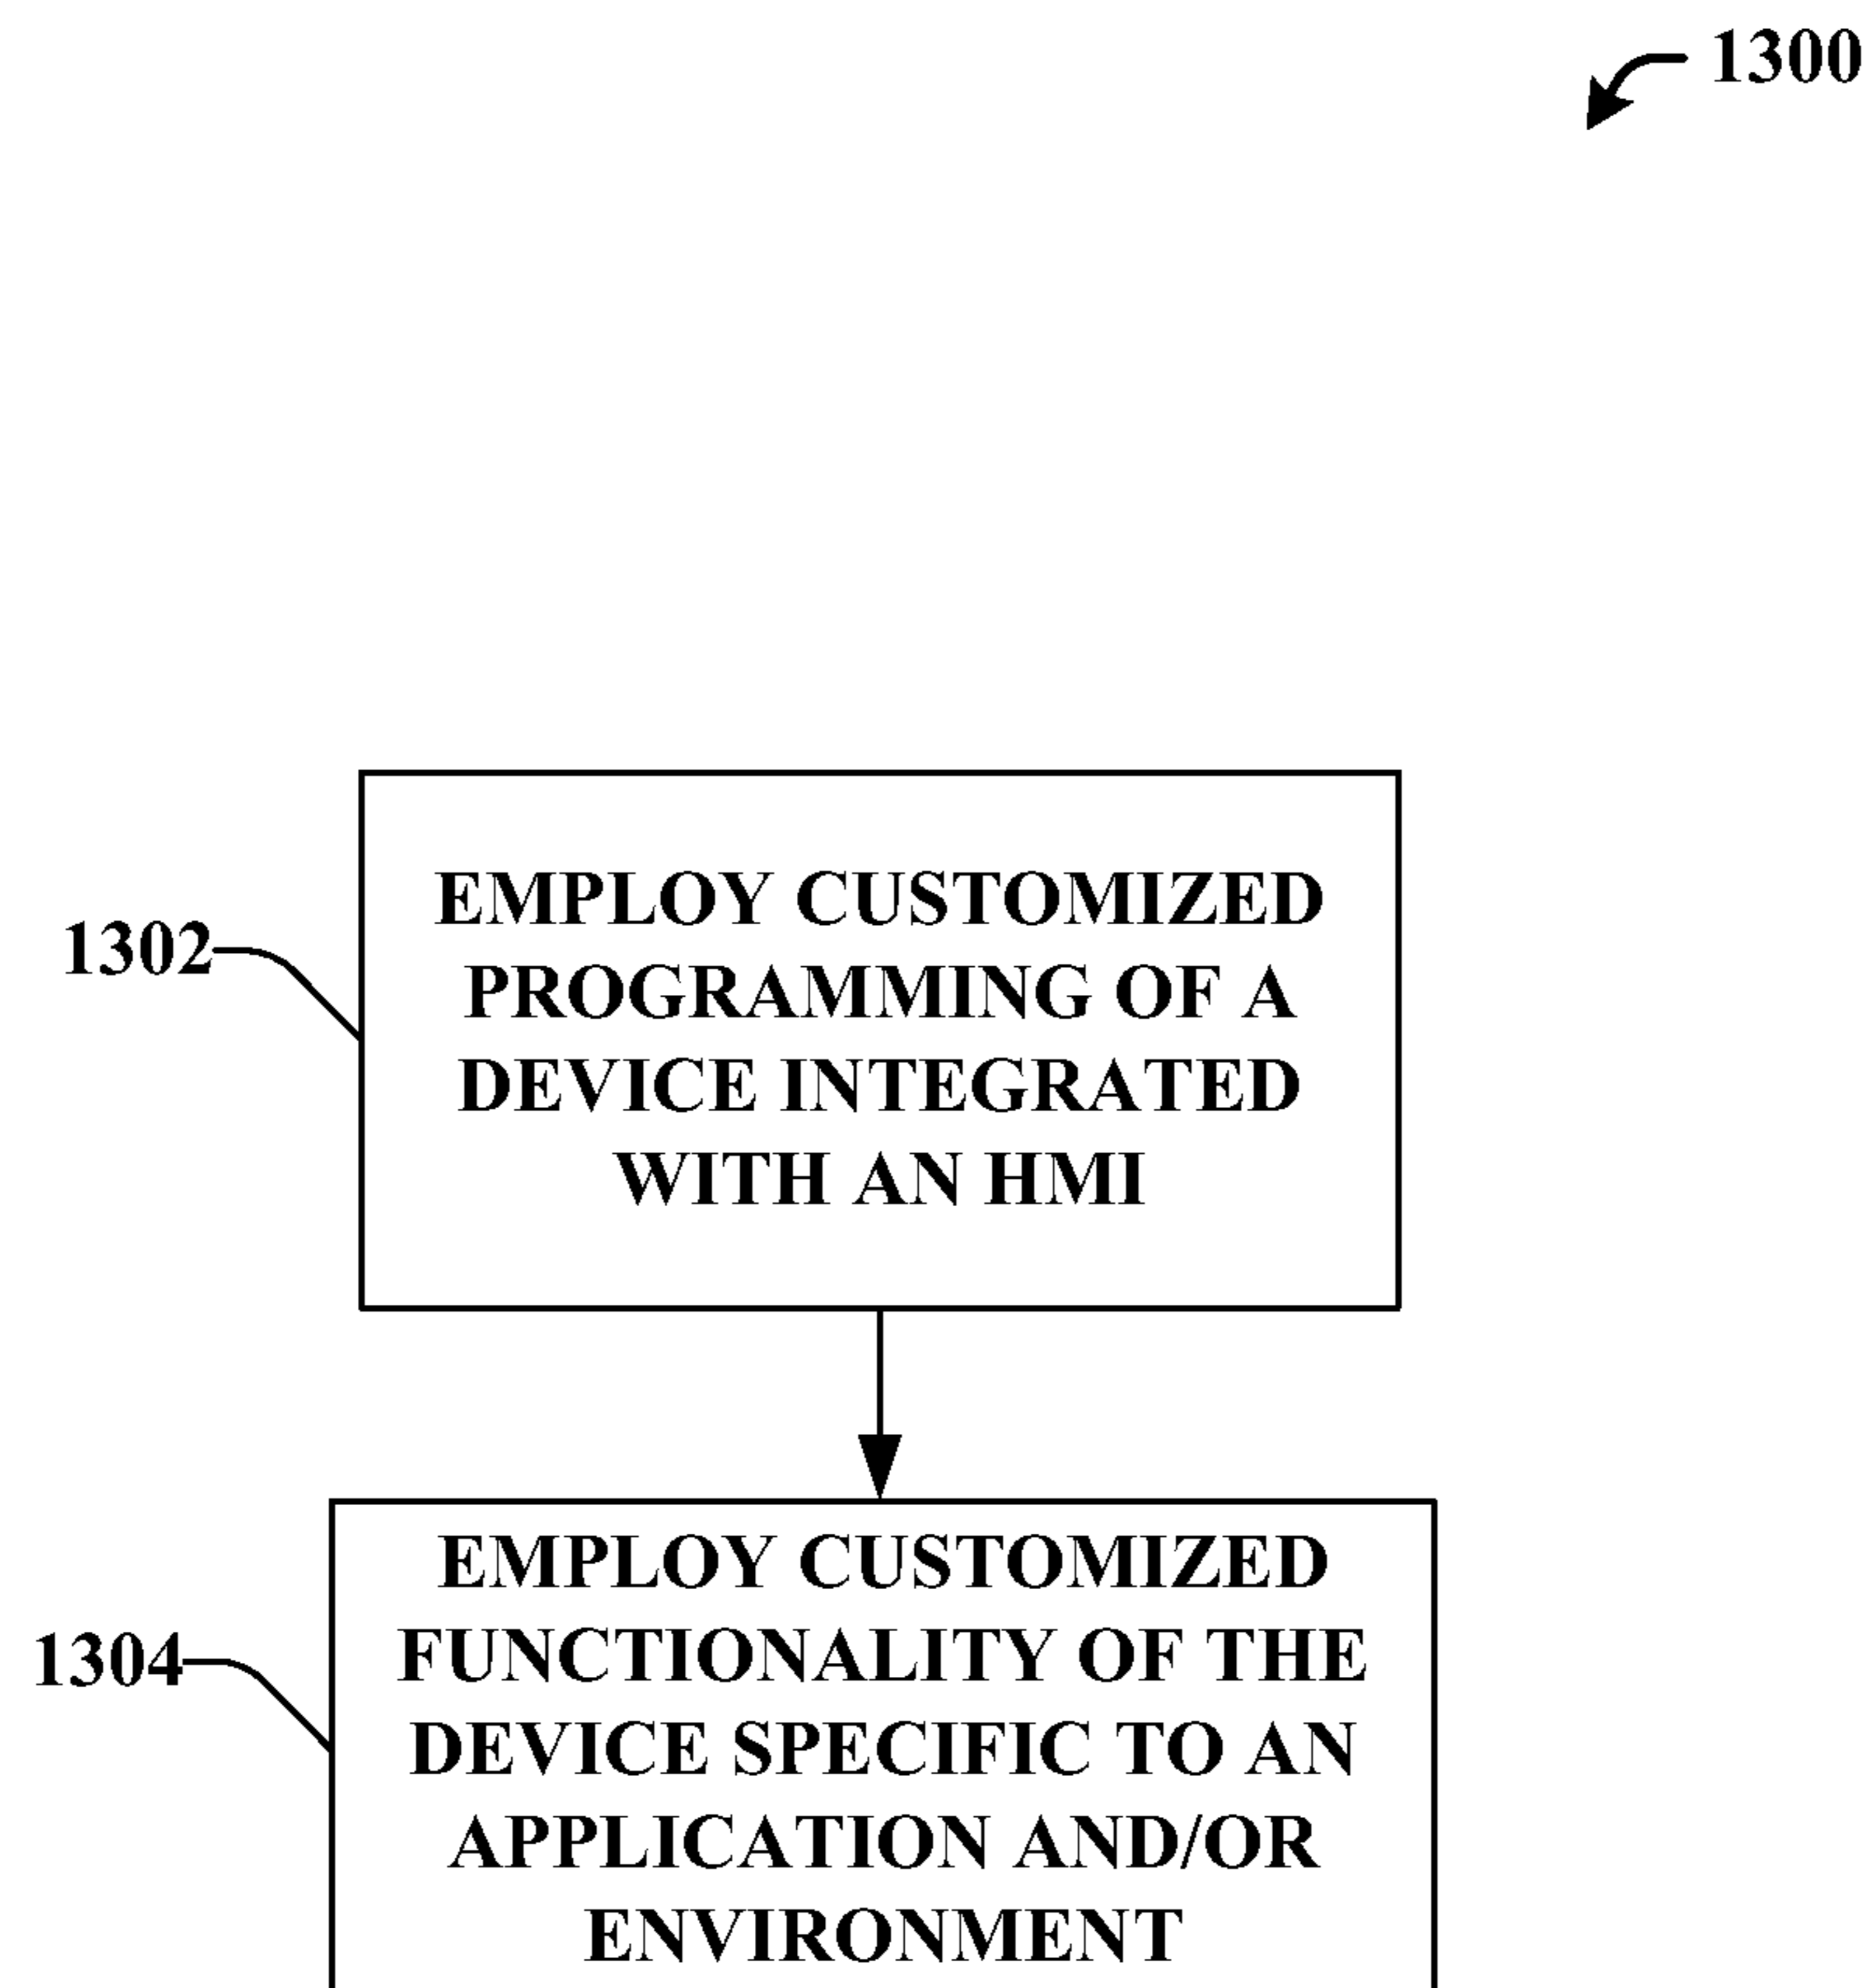 1300
1302
EMPLOY CUSTOMIZED
PROGRAMMING OF A
DEVICE INTEGRATED
WITH AN HMI
1304
EMPLOY CUSTOMIZED
FUNCTIONALITY OF THE
DEVICE SPECIFIC TO AN
APPLICATION AND/OR
ENVIRONMENT